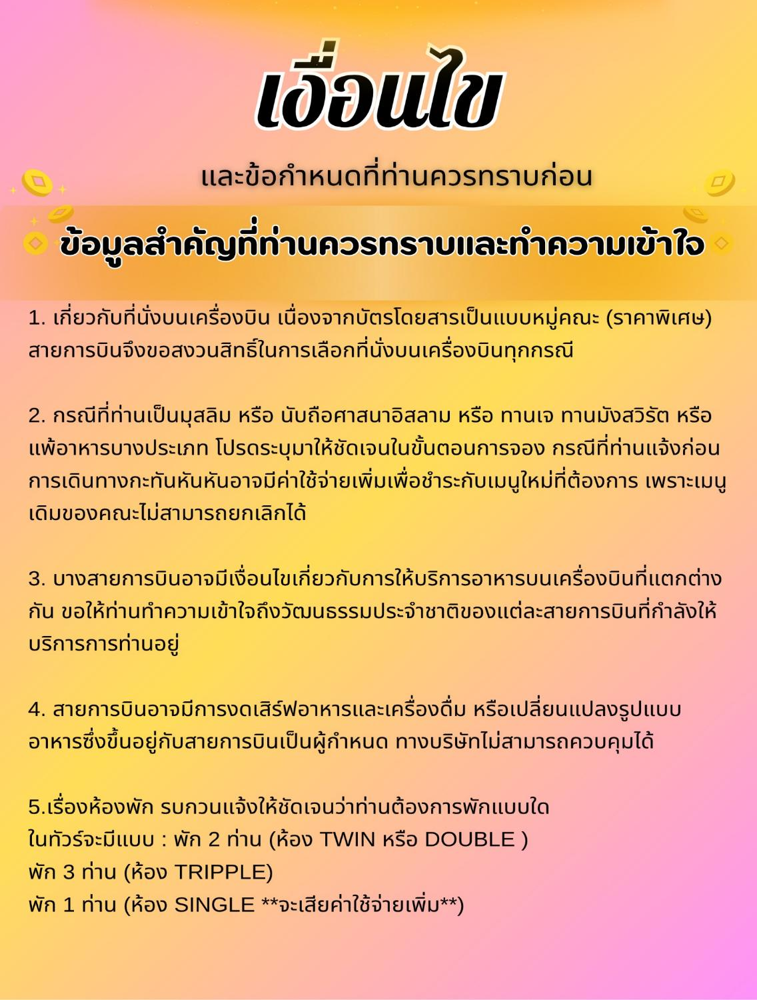 เงื่อนไข
และข้อกำหนดที่ท่านควรทราบก่อน
ข้อมูลสำคัญที่ท่านควรทราบและทำความเข้าใจ
1. เกี่ยวกับที่นั่งบนเครื่องบิน เนื่องจากบัตรโดยสารเป็นแบบหมู่คณะ (ราคาพิเศษ)
สายการบินจึงขอสงวนสิทธิ์ในการเลือกที่นั่งบนเครื่องบินทุกกรณี
2. กรณีที่ท่านเป็นมุสลิม หรือ นับถือศาสนาอิสลาม หรือ ทานเจ ทานมังสวิรัต หรือ
แพ้อาหารบางประเภท โปรดระบุมาให้ชัดเจนในขั้นตอนการจอง กรณีที่ท่านแจ้งก่อน
การเดินทางกะทันหันหันอาจมีค่าใช้จ่ายเพิ่มเพื่อชำระกับเมนูใหม่ที่ต้องการ เพราะเมนู
เดิมของคณะไม่สามารถยกเลิกได้
3. บางสายการบินอาจมีเงื่อนไขเกี่ยวกับการให้บริการอาหารบนเครื่องบินที่แตกต่าง
กัน ขอให้ท่านทำความเข้าใจถึงวัฒนธรรมประจำชาติของแต่ละสายการบินที่กำลังให้
บริการการท่านอยู่
4. สายการบินอาจมีการงดเสิร์ฟอาหารและเครื่องดื่ม หรือเปลี่ยนแปลงรูปแบบ
อาหารซึ่งขึ้นอยู่กับสายการบินเป็นผู้กำหนด ทางบริษัทไม่สามารถควบคุมได้
5.เรื่องห้องพัก รบกวนแจ้งให้ชัดเจนว่าท่านต้องการพักแบบใด
ในทัวร์จะมีแบบ : พัก 2 ท่าน (ห้อง TWIN หรือ DOUBLE )
พัก 3 ท่าน (ห้อง TRIPPLE)
พัก 1 ท่าน (ห้อง SINGLE **จะเสียค่าใช้จ่ายเพิ่ม**)